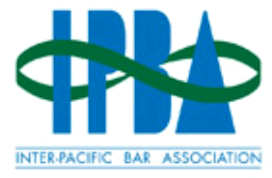 IPBA
INTER-PACIFIC BAR ASSOCIATION